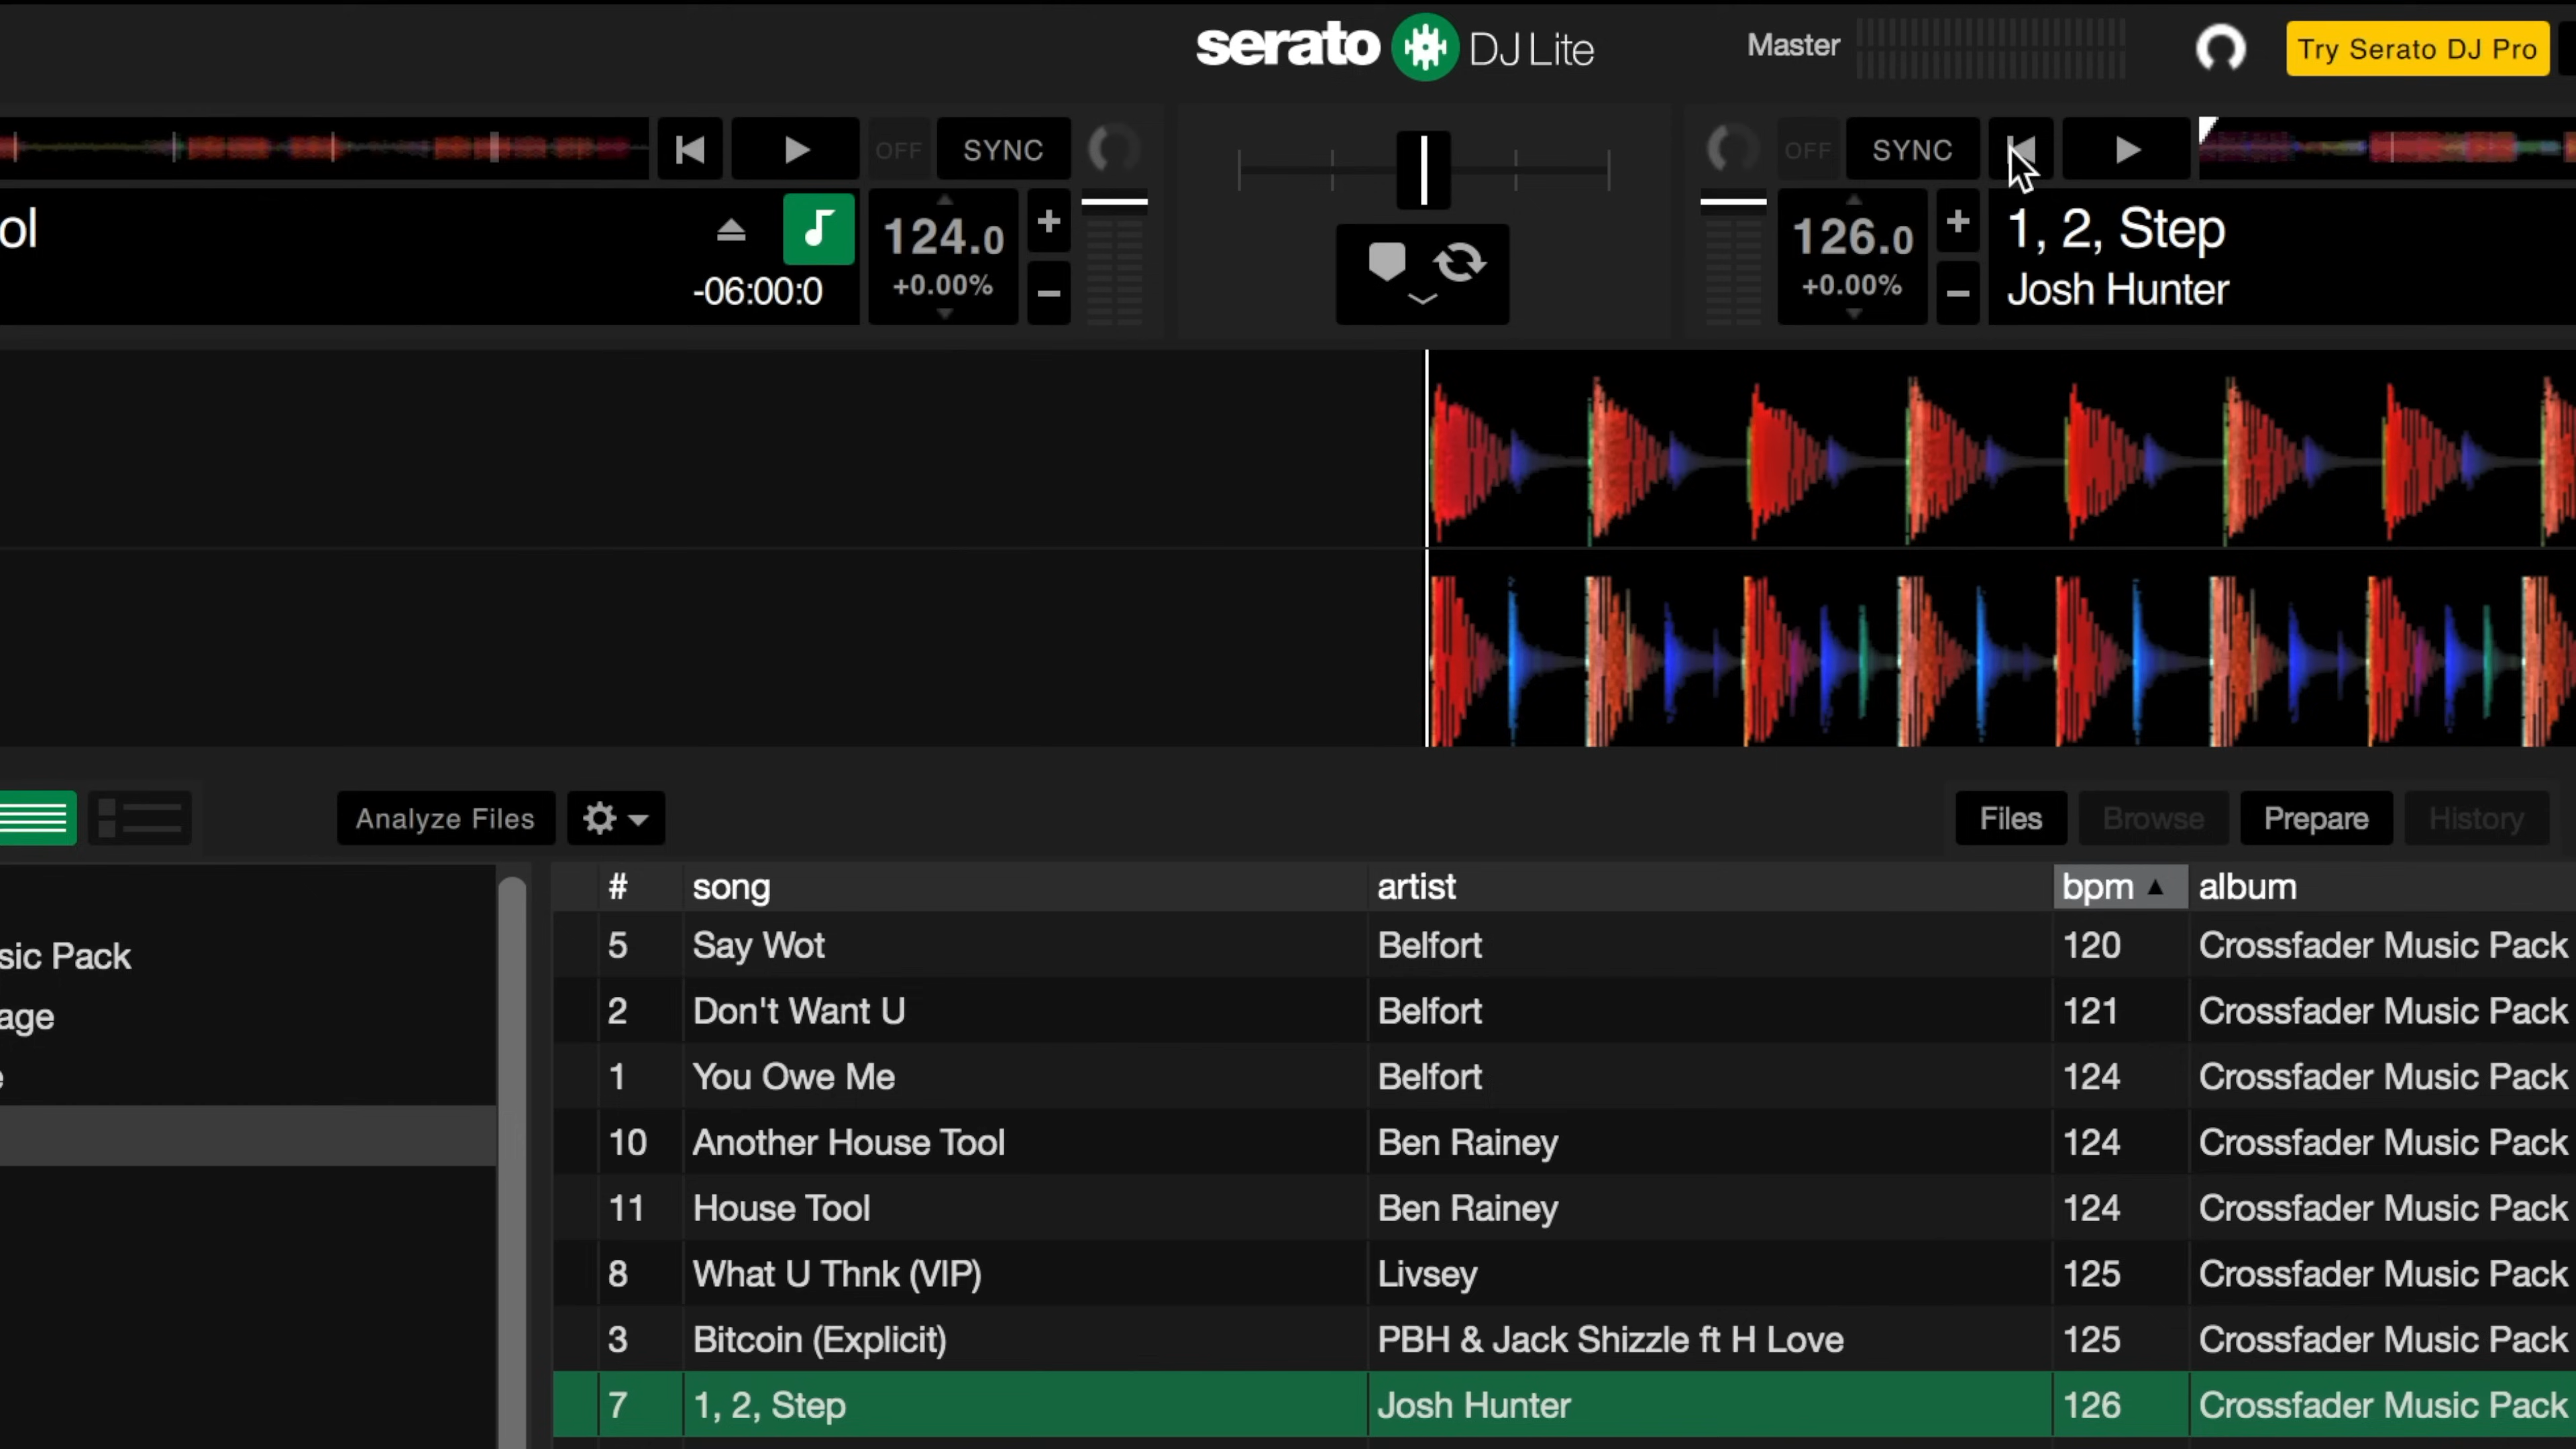 serato DJ Lite
Master
Try Serato DJ Pro
OFF
SYNC
OFF
SYNC
ol
124.0
+
126.0
+
1, 2, Step
-06:00:0
+0.00%
−
+0.00%
−
Josh Hunter
Analyze Files
Files
Browse
Prepare
History
# song artist bpm album
sic Pack
age
e
5 Say Wot Belfort 120 Crossfader Music Pack
2 Don't Want U Belfort 121 Crossfader Music Pack
1 You Owe Me Belfort 124 Crossfader Music Pack
10 Another House Tool Ben Rainey 124 Crossfader Music Pack
11 House Tool Ben Rainey 124 Crossfader Music Pack
8 What U Thnk (VIP) Livsey 125 Crossfader Music Pack
3 Bitcoin (Explicit) PBH & Jack Shizzle ft H Love 125 Crossfader Music Pack
7 1, 2, Step Josh Hunter 126 Crossfader Music Pack